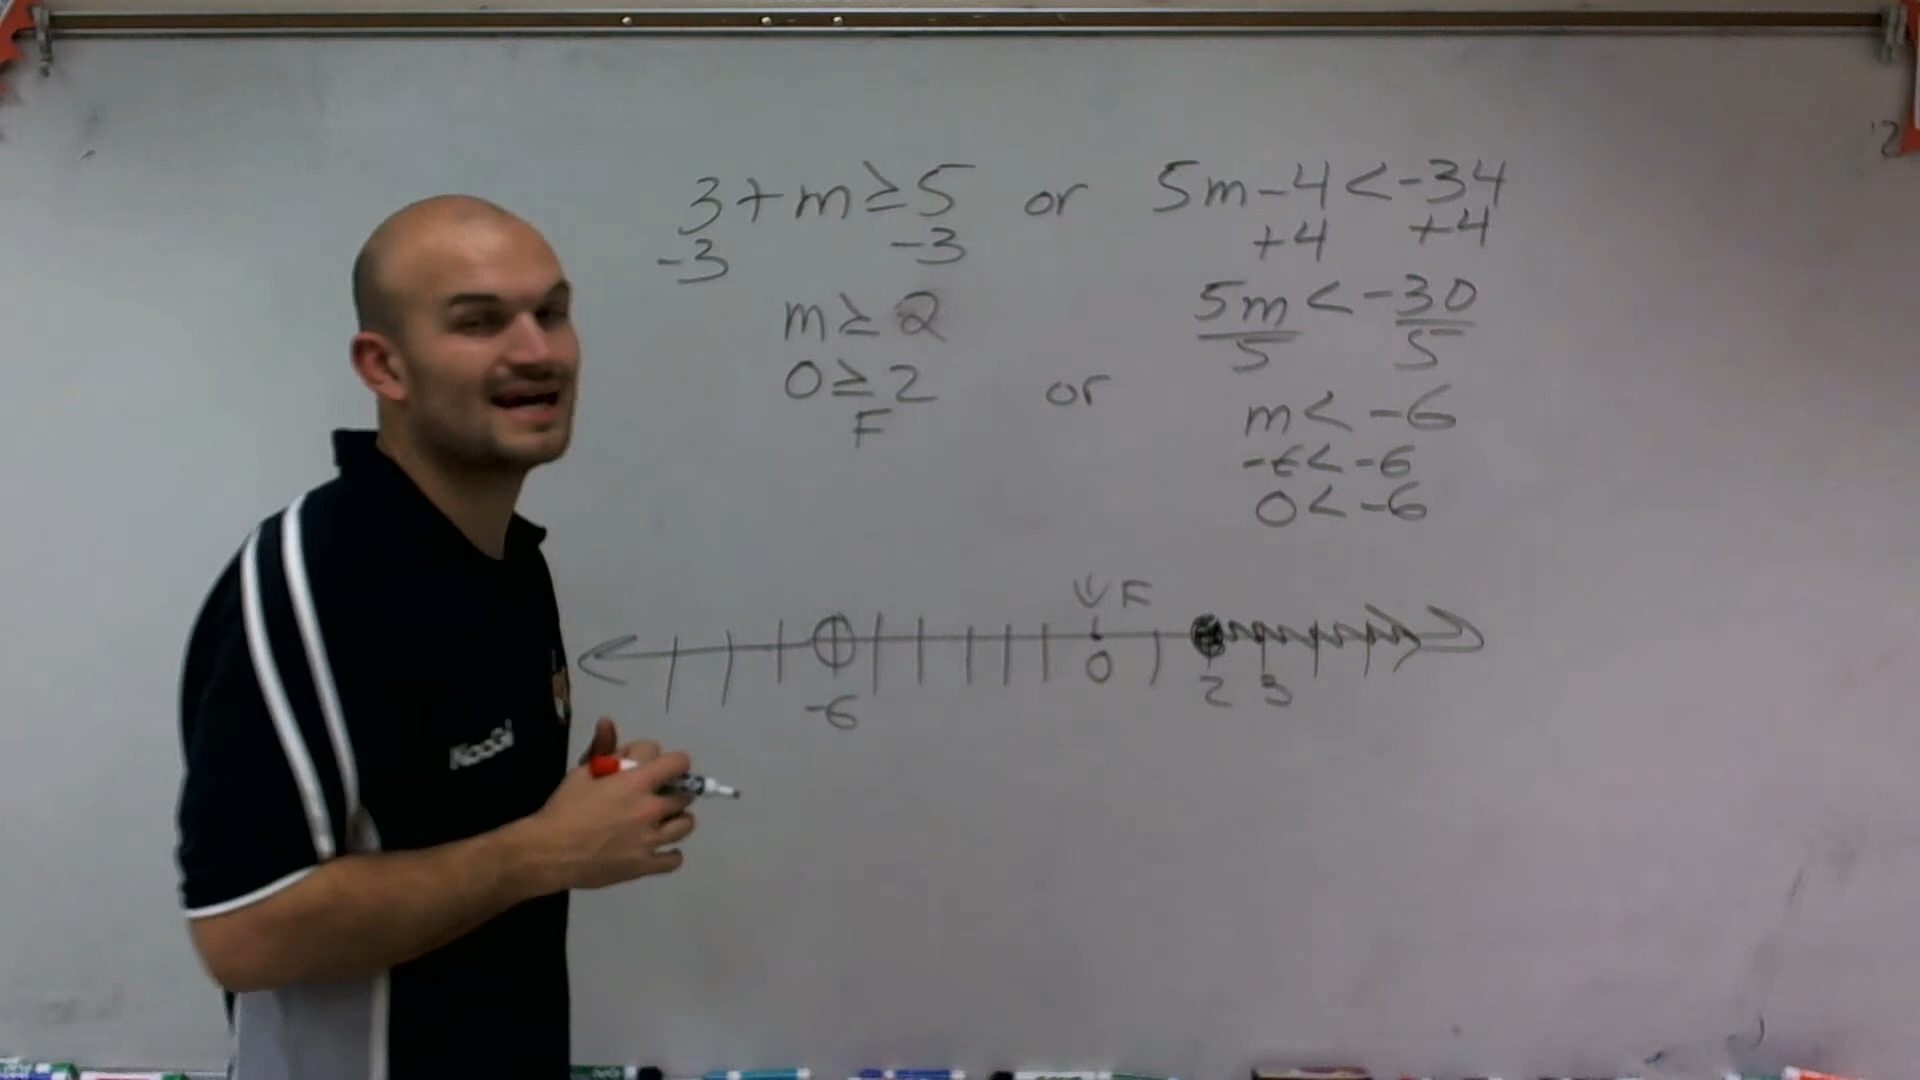 3+m≥5 or 5m-4<-34
-3 -3 +4 +4
m≥2 5m<-30
5 5
0≥2 or m<-6
F
-6<-6
0<-6
F
0
-6 2 3